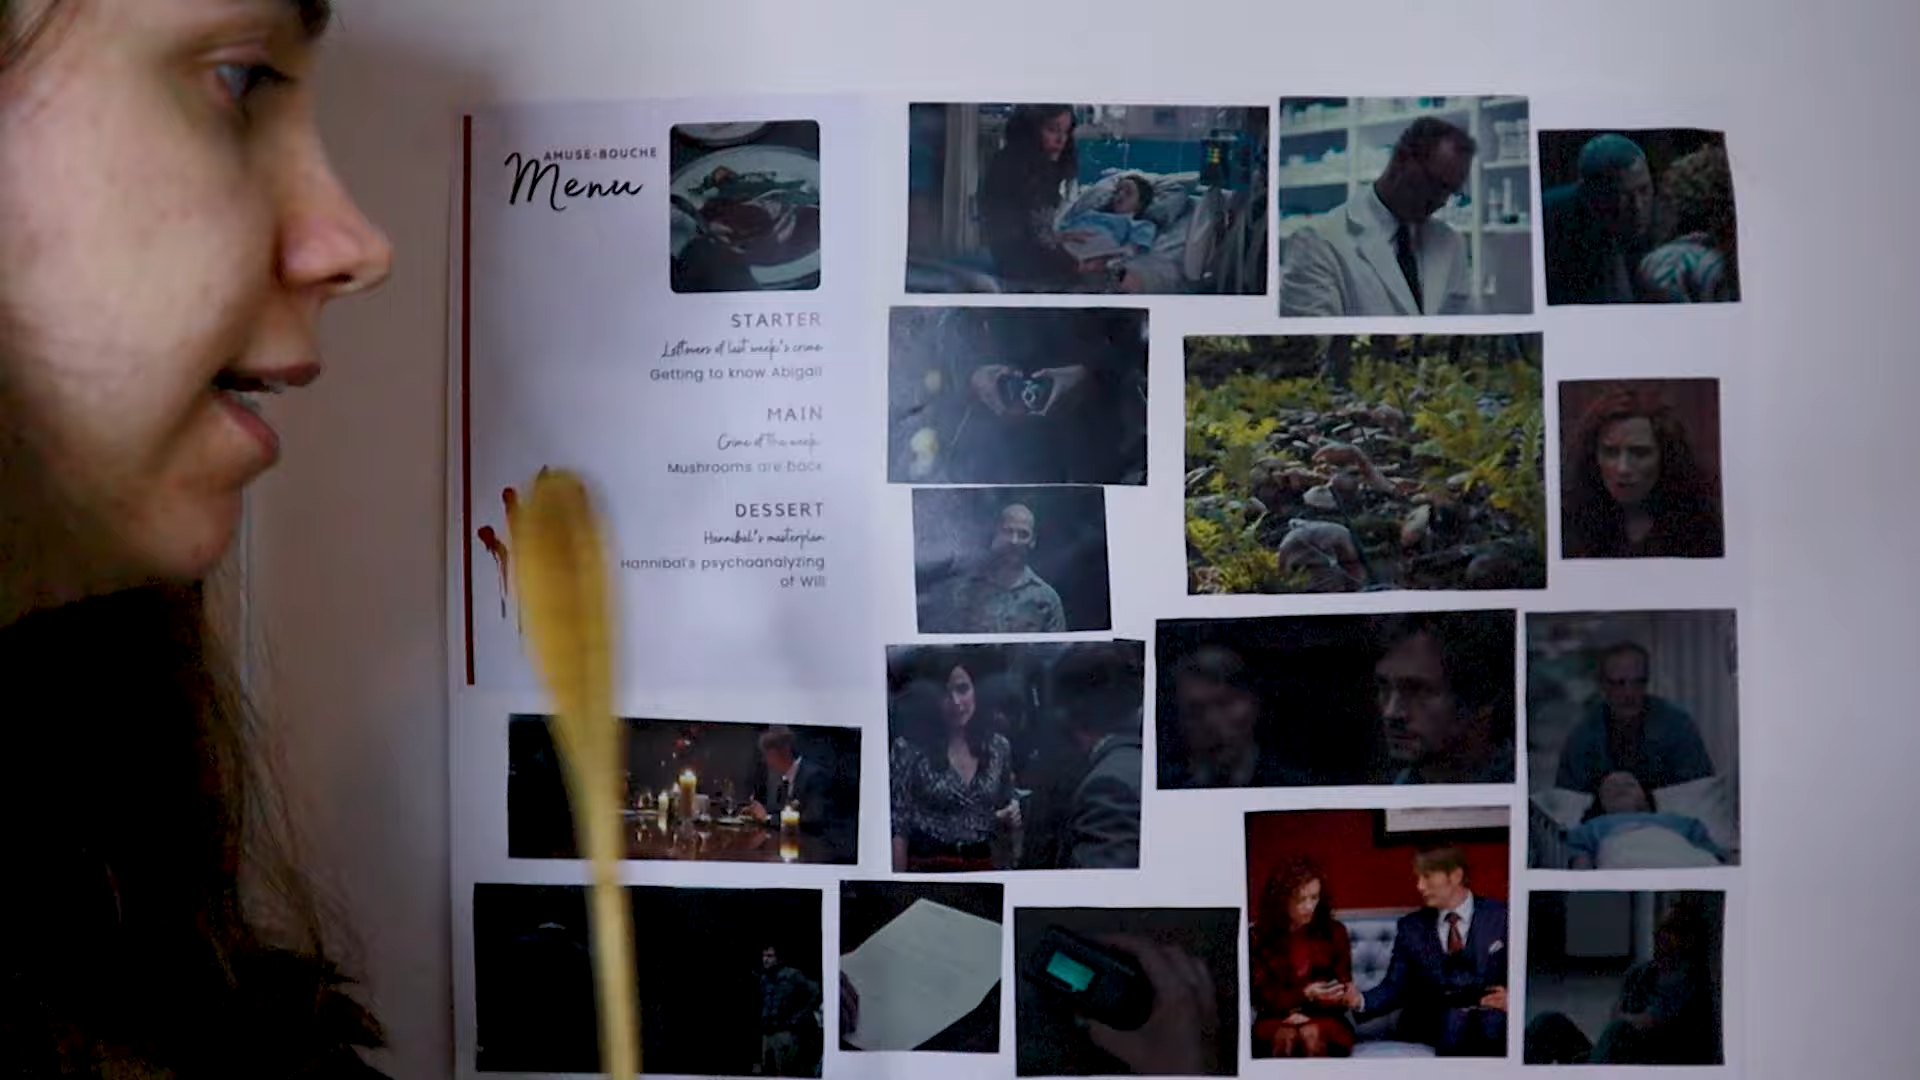 AMUSE-BOUCHE
Menu
STARTER
Leftovers of last week's crime
Getting to know Abigail
MAIN
Crime of the week:
Mushrooms are back
DESSERT
Hannibal's masterplan
Hannibal's psychoanalyzing
of Will